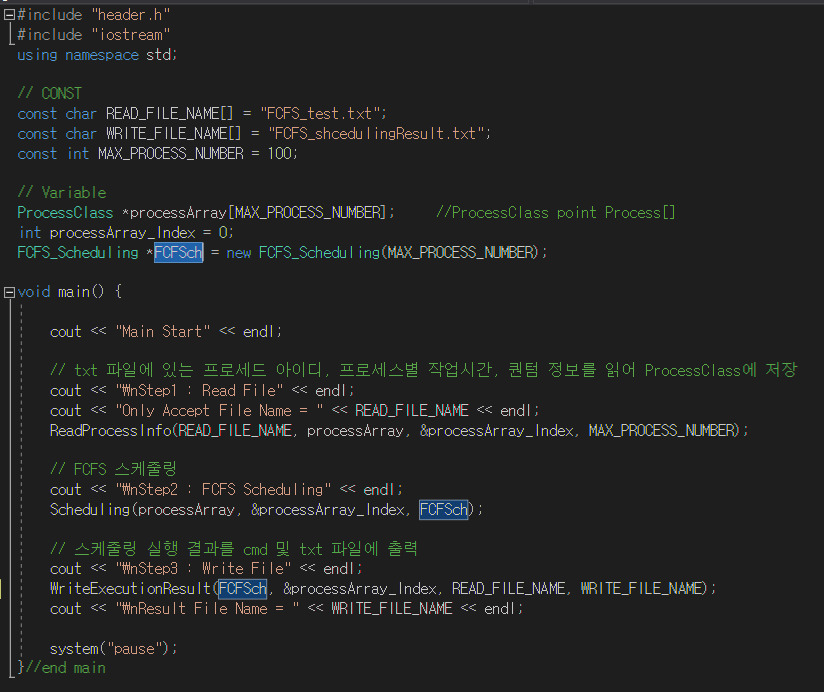 #include "header.h"
#include "iostream"
using namespace std;
// CONST
const char READ_FILE_NAME[] = "FCFS_test.txt";
const char WRITE_FILE_NAME[] = "FCFS_shcedulingResult.txt";
const int MAX_PROCESS_NUMBER = 100;
// Variable
ProcessClass *processArray[MAX_PROCESS_NUMBER];     //ProcessClass point Process[]
int processArray_Index = 0;
FCFS_Scheduling *FCFSch = new FCFS_Scheduling(MAX_PROCESS_NUMBER);
void main() {
cout << "Main Start" << endl;
// txt 파일에 있는 프로세드 아이디, 프로세스별 작업시간, 퀀텀 정보를 읽어 ProcessClass에 저장
cout << "₩nStep1 : Read File" << endl;
cout << "Only Accept File Name = " << READ_FILE_NAME << endl;
ReadProcessInfo(READ_FILE_NAME, processArray, &processArray_Index, MAX_PROCESS_NUMBER);
// FCFS 스케줄링
cout << "₩nStep2 : FCFS Scheduling" << endl;
Scheduling(processArray, &processArray_Index, FCFSch);
// 스케줄링 실행 결과를 cmd 및 txt 파일에 출력
cout << "₩nStep3 : Write File" << endl;
WriteExecutionResult(FCFSch, &processArray_Index, READ_FILE_NAME, WRITE_FILE_NAME);
cout << "₩nResult File Name = " << WRITE_FILE_NAME << endl;
system("pause");
}//end main